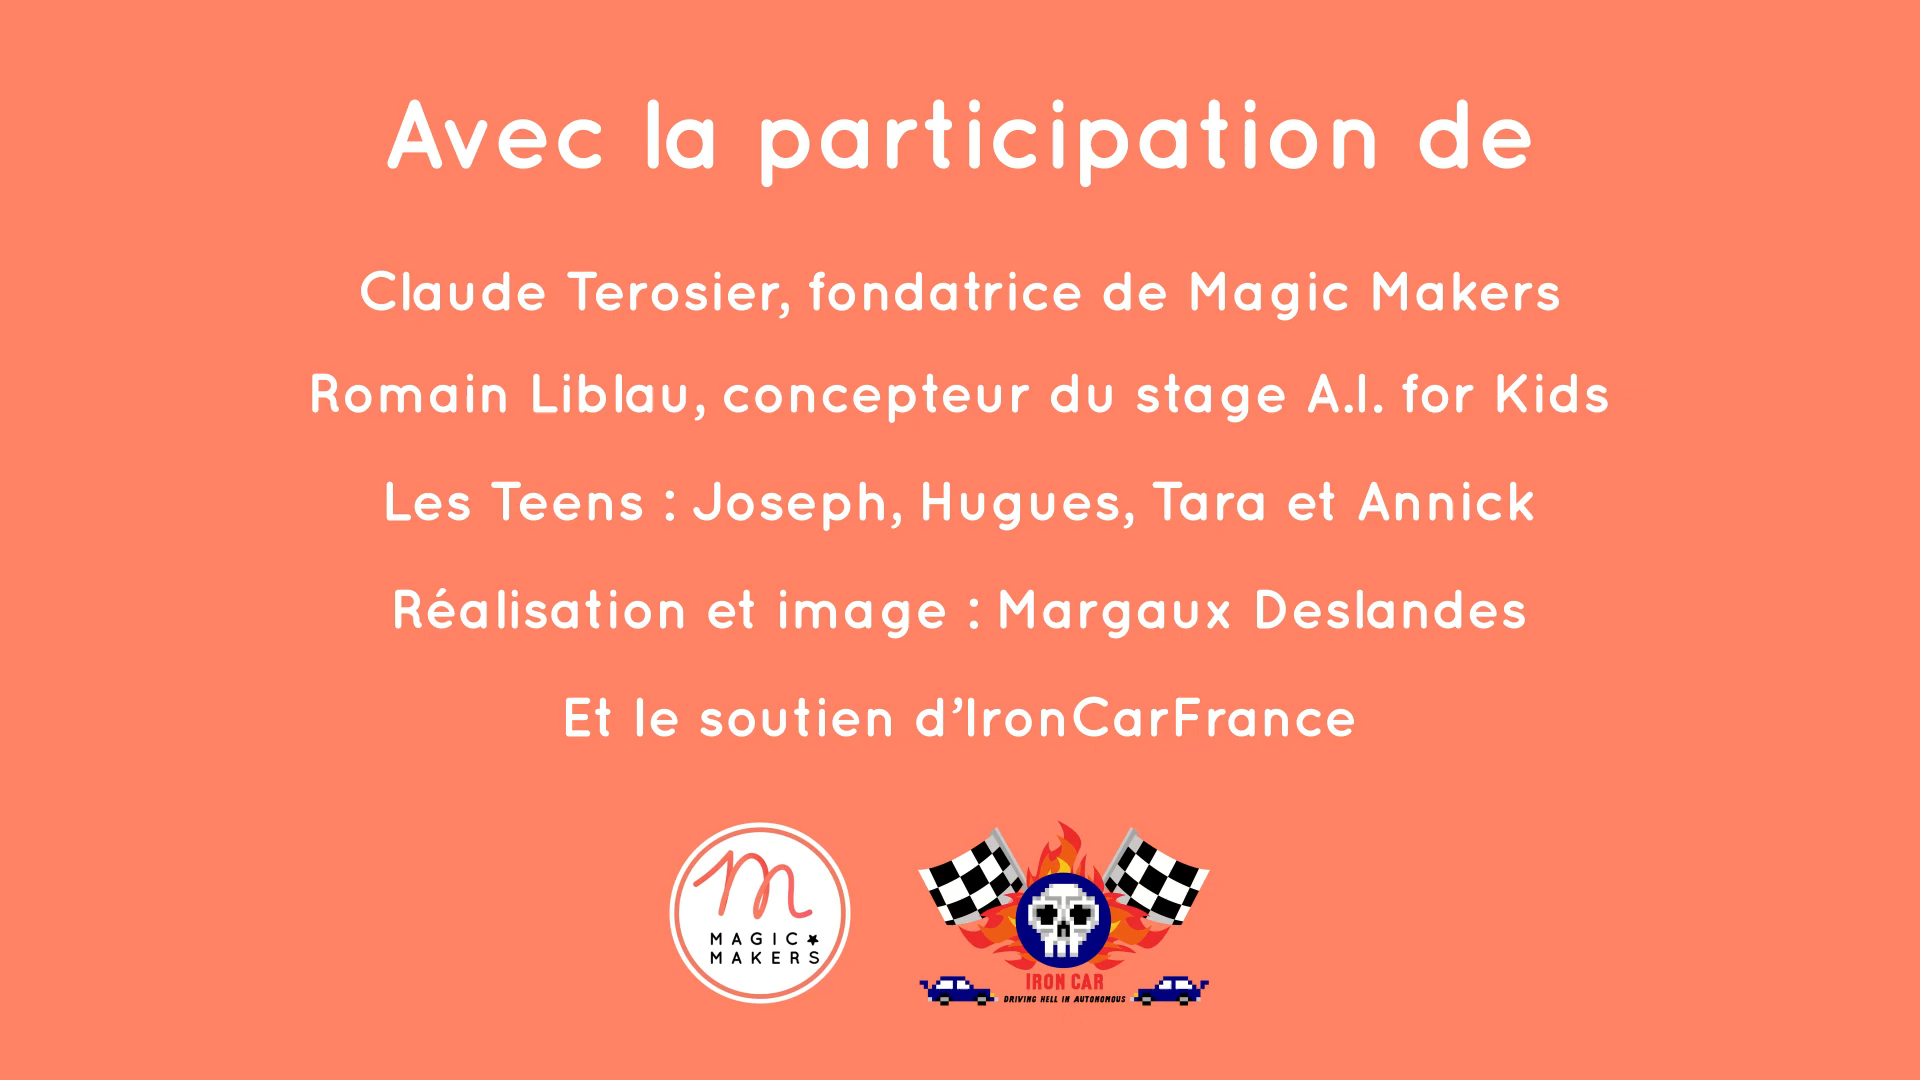 Avec la participation de
Claude Terosier, fondatrice de Magic Makers
Romain Liblau, concepteur du stage A.I. for Kids
Les Teens : Joseph, Hugues, Tara et Annick
Réalisation et image : Margaux Deslandes
Et le soutien d’IronCarFrance
MAGIC
MAKERS
IRON CAR
DRIVING HELL IN AUTONOMOUS